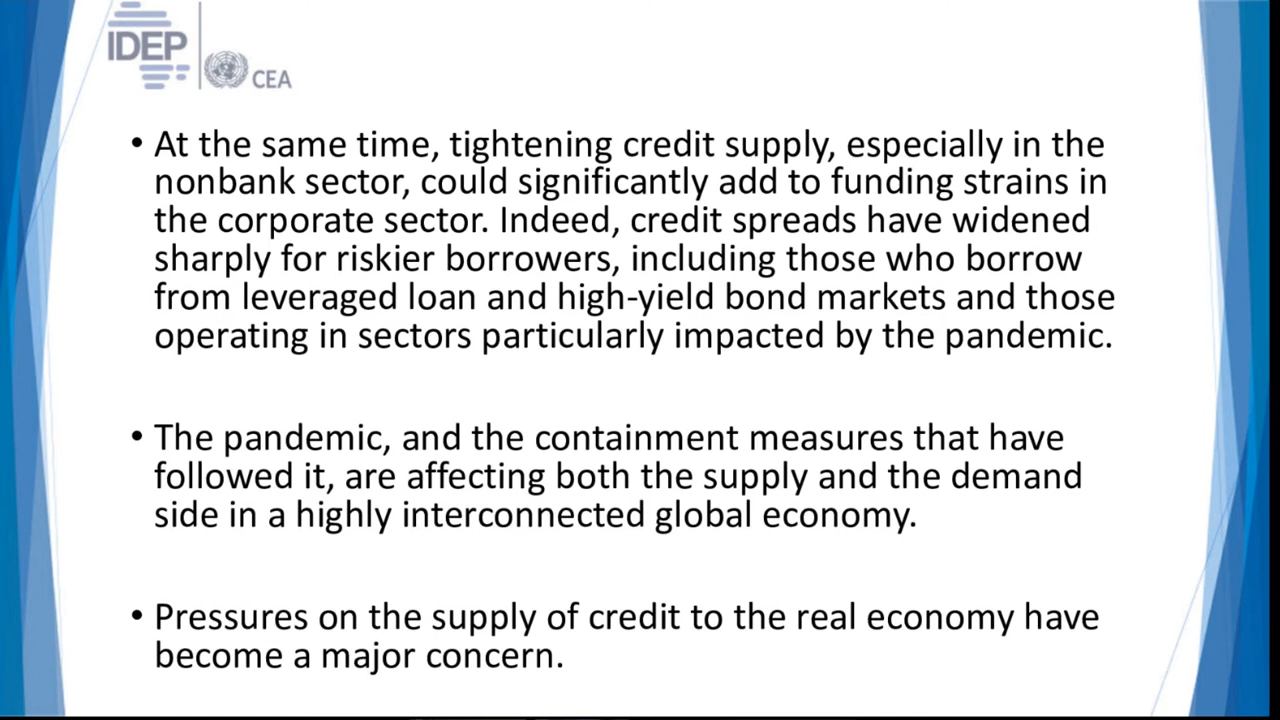 IDEP
CEA
• At the same time, tightening credit supply, especially in the
nonbank sector, could significantly add to funding strains in
the corporate sector. Indeed, credit spreads have widened
sharply for riskier borrowers, including those who borrow
from leveraged loan and high-yield bond markets and those
operating in sectors particularly impacted by the pandemic.
• The pandemic, and the containment measures that have
followed it, are affecting both the supply and the demand
side in a highly interconnected global economy.
• Pressures on the supply of credit to the real economy have
become a major concern.